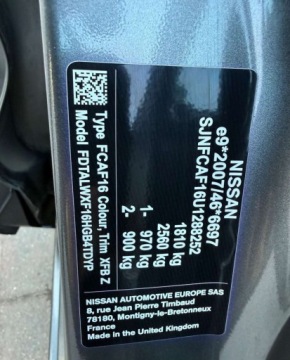 NISSAN
e9*2007/46*6697
SJNFCAF16U1288252
1810 kg
2560 kg
1- 970 kg
2- 900 kg
Type FCAF16 Colour, Trim XFB Z
Model FDTALWXF16HGB4TDYP
NISSAN AUTOMOTIVE EUROPE SAS
8, rue Jean Pierre Timbaud
78180, Montigny-le-Bretonneux
France
Made in the United Kingdom